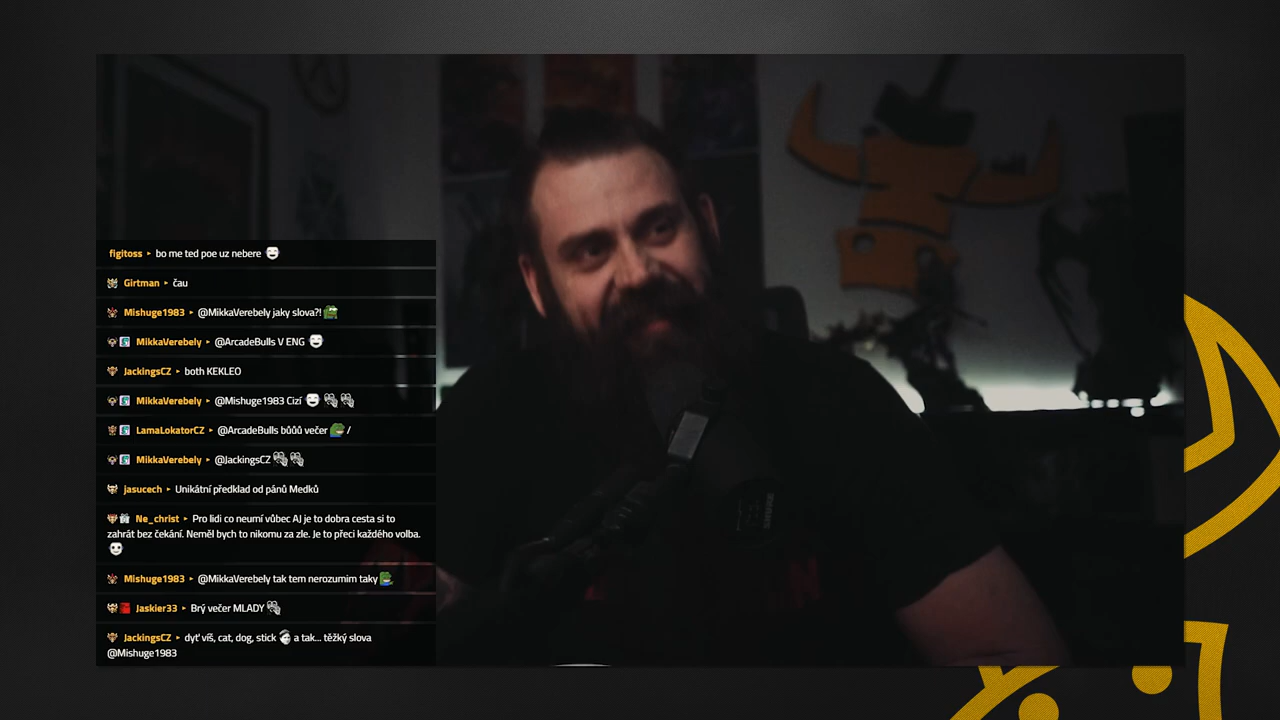 figitoss ▸ bo me ted poe uz nebere
Girtman ▸ čau
Mishuge1983 ▸ @MikkaVerebely jaky slova?!
MikkaVerebely ▸ @ArcadeBulls V ENG
JackingsCZ ▸ both KEKLEO
MikkaVerebely ▸ @Mishuge1983 Cizí
LamaLokatorCZ ▸ @ArcadeBulls bůůů večer /
MikkaVerebely ▸ @JackingsCZ
jasucech ▸ Unikátní předklad od pánů Medků
Ne_christ ▸ Pro lidi co neumí vůbec AJ je to dobra cesta si to
zahrát bez čekání. Neměl bych to nikomu za zle. Je to přeci každého volba.
Mishuge1983 ▸ @MikkaVerebely tak tem nerozumim taky
Jaskier33 ▸ Brý večer MLADY
JackingsCZ ▸ dyť víš, cat, dog, stick a tak... těžký slova
@Mishuge1983